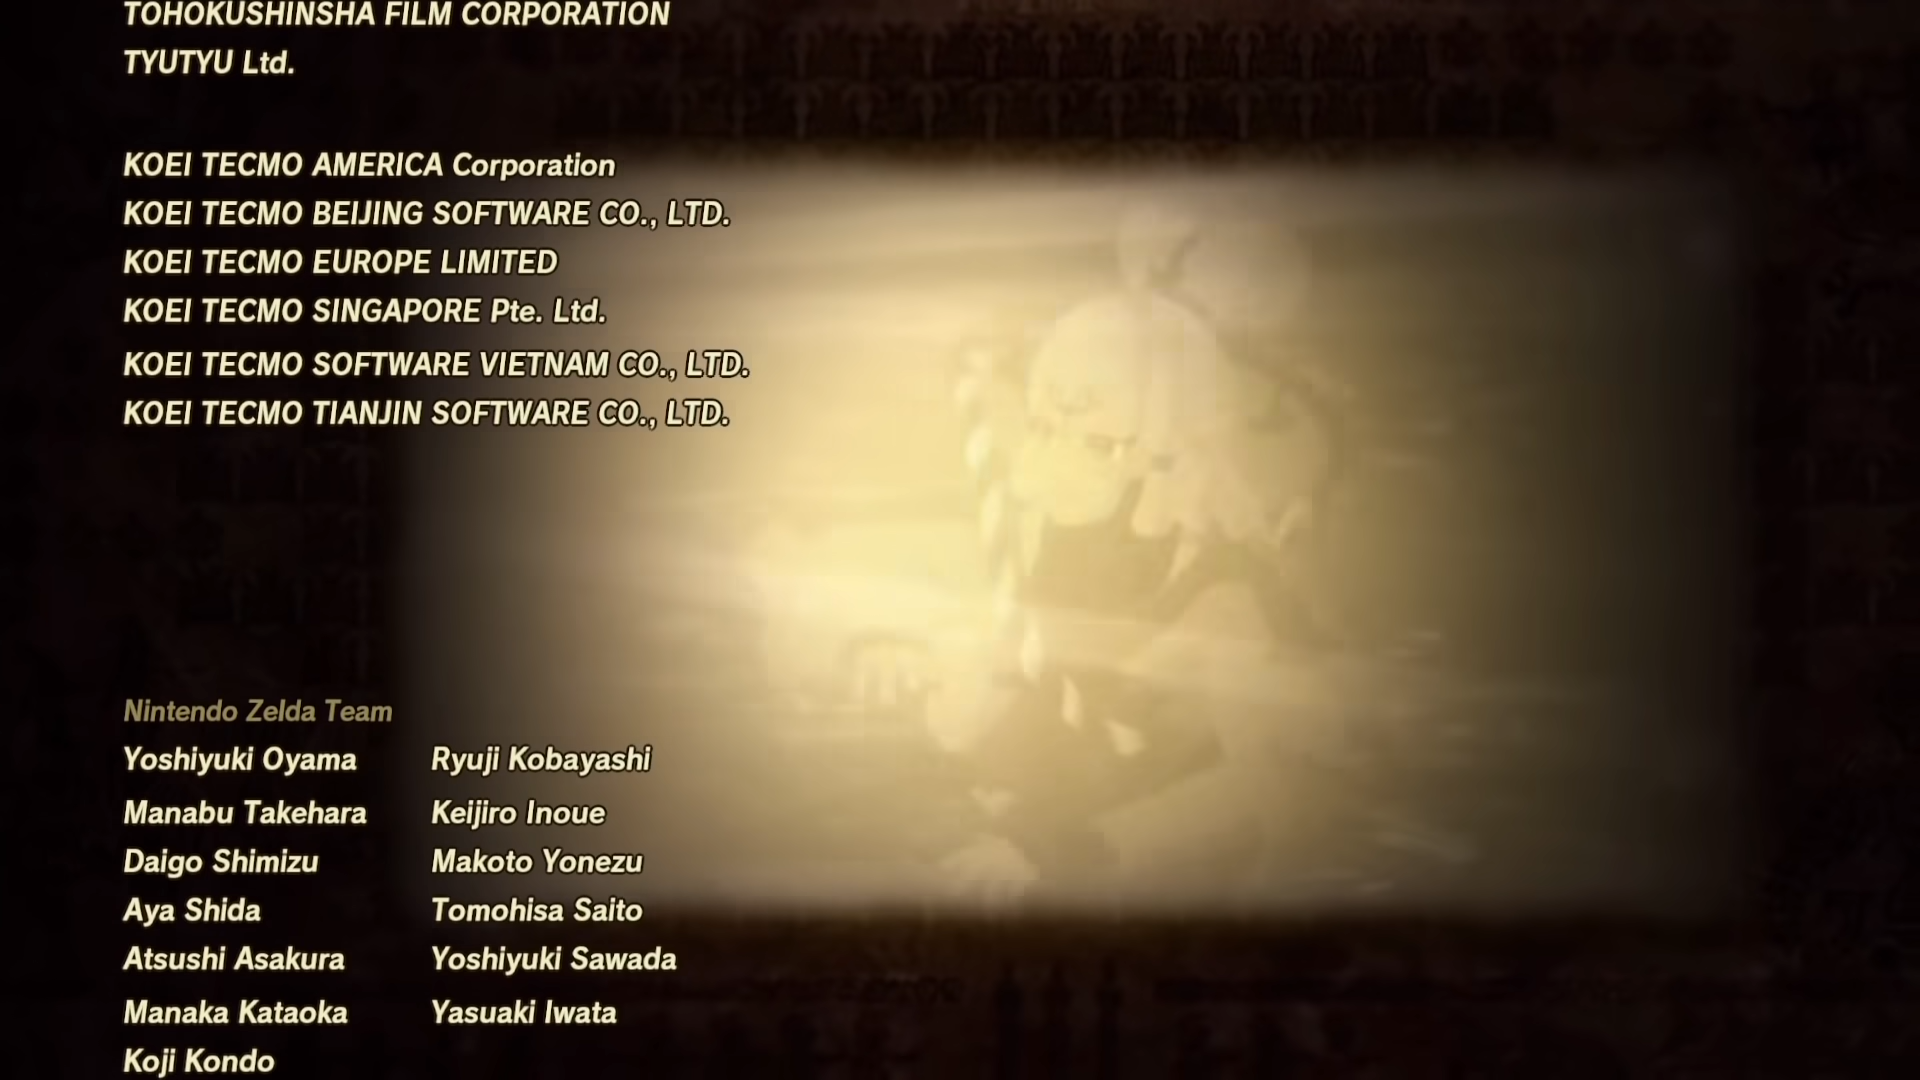 TOHOKUSHINSHA FILM CORPORATION
TYUTYU Ltd.
KOEI TECMO AMERICA Corporation
KOEI TECMO BEIJING SOFTWARE CO., LTD.
KOEI TECMO EUROPE LIMITED
KOEI TECMO SINGAPORE Pte. Ltd.
KOEI TECMO SOFTWARE VIETNAM CO., LTD.
KOEI TECMO TIANJIN SOFTWARE CO., LTD.
Nintendo Zelda Team
Yoshiyuki Oyama Ryuji Kobayashi
Manabu Takehara Keijiro Inoue
Daigo Shimizu Makoto Yonezu
Aya Shida Tomohisa Saito
Atsushi Asakura Yoshiyuki Sawada
Manaka Kataoka Yasuaki Iwata
Koji Kondo